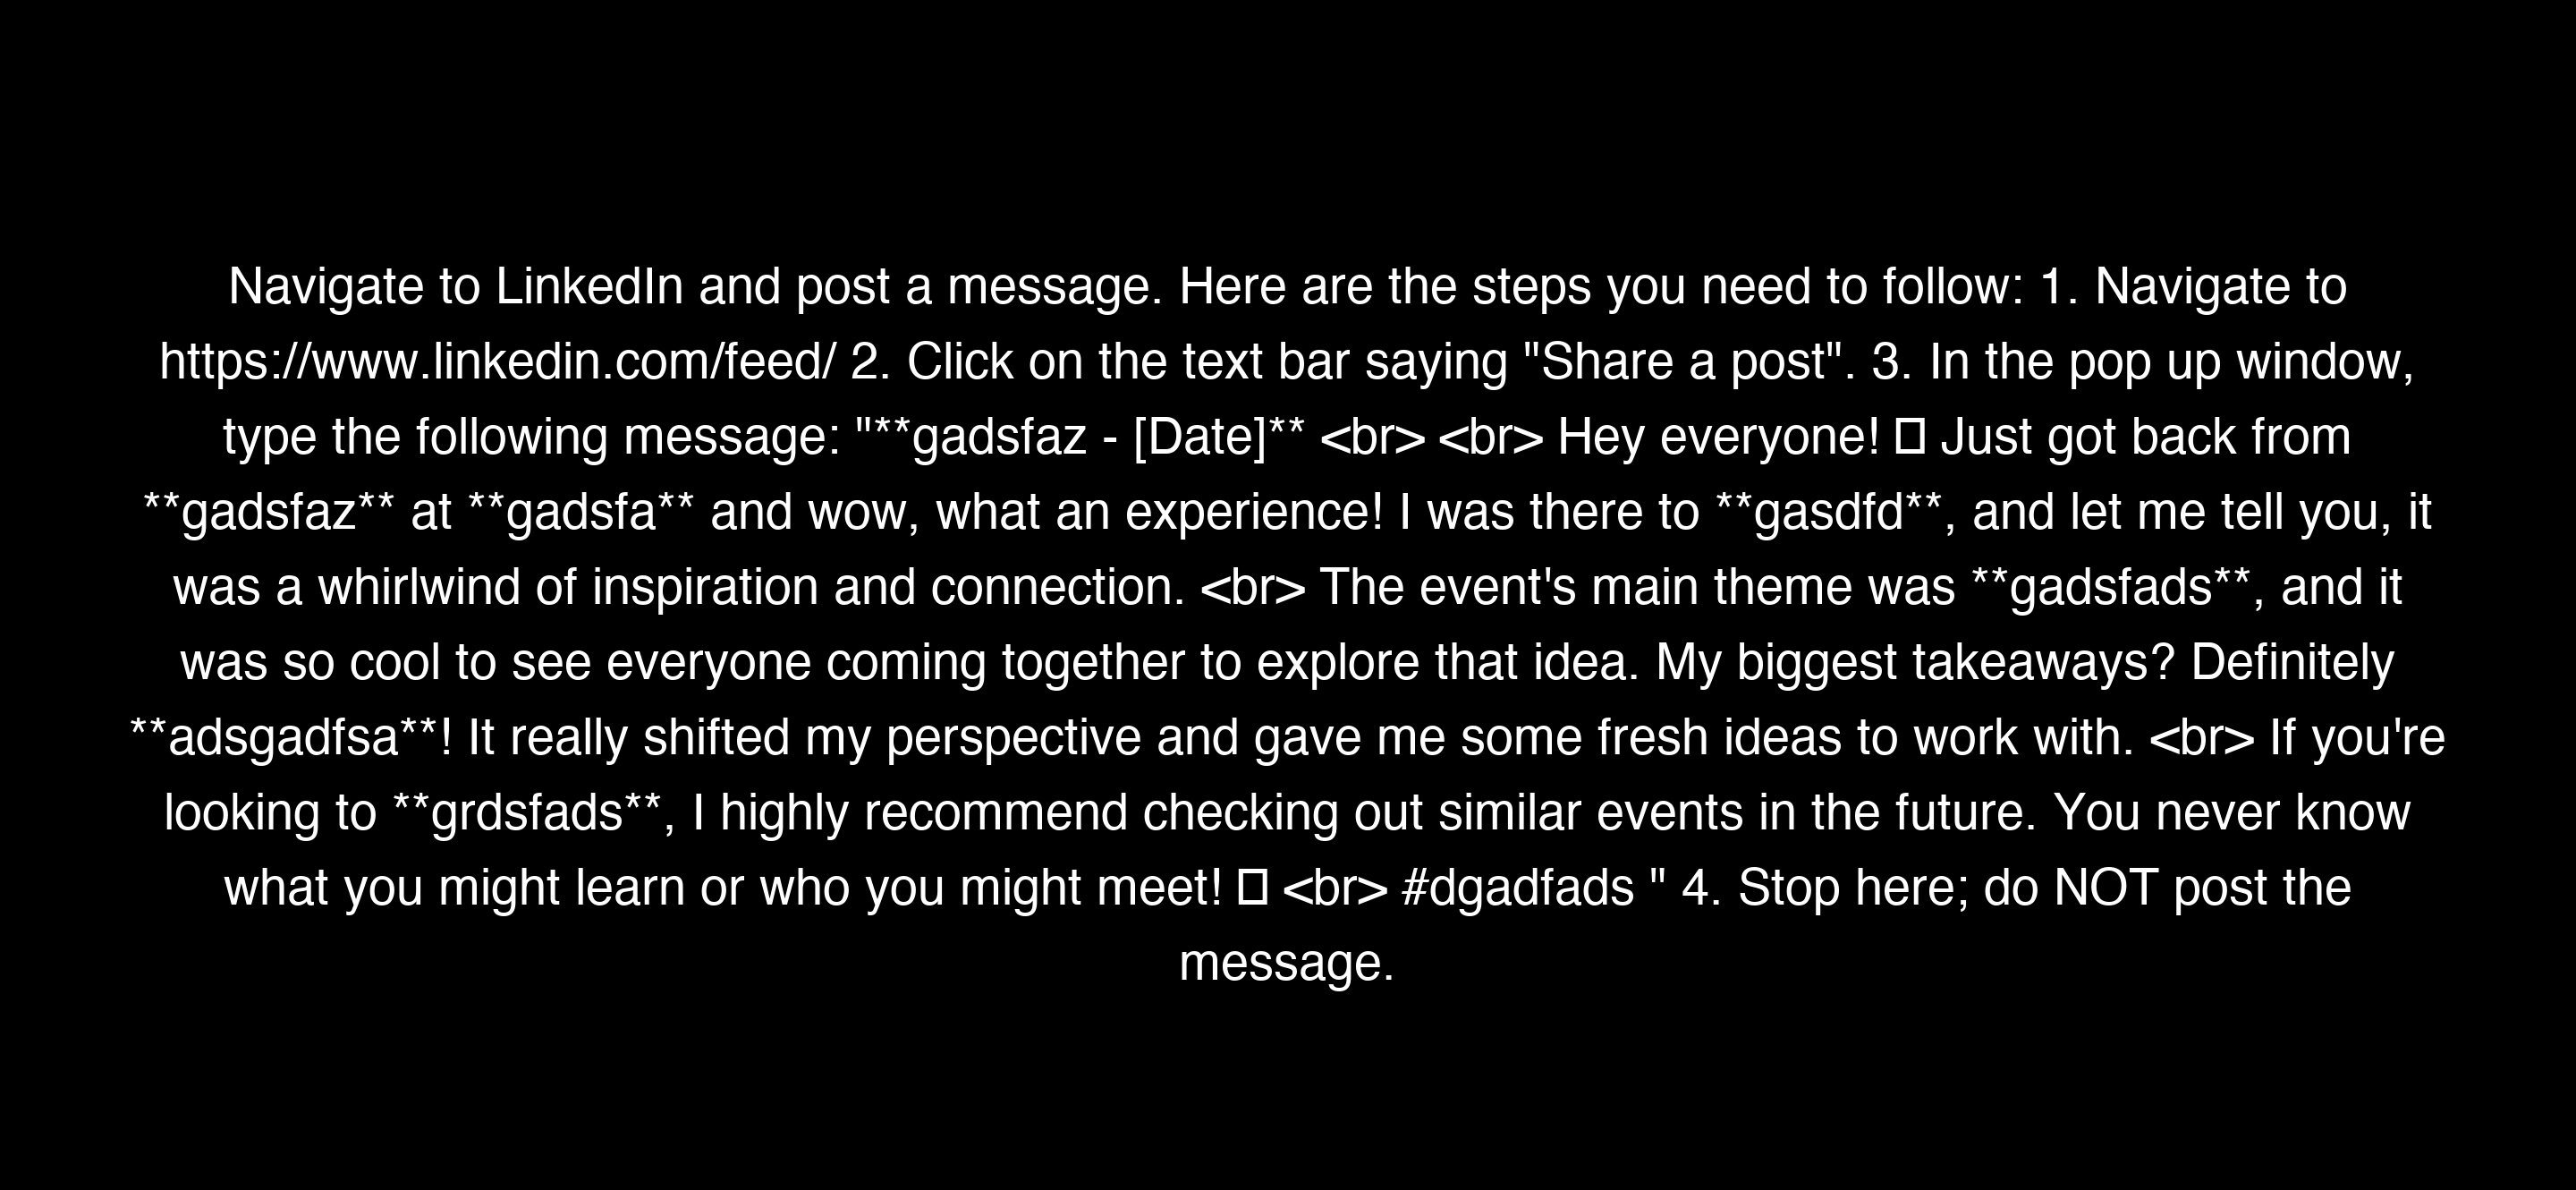 Navigate to LinkedIn and post a message. Here are the steps you need to follow: 1. Navigate to
https://www.linkedin.com/feed/ 2. Click on the text bar saying "Share a post". 3. In the pop up window,
type the following message: "**gadsfaz - [Date]** <br> <br> Hey everyone! Just got back from
**gadsfaz** at **gadsfa** and wow, what an experience! I was there to **gasdfd**, and let me tell you, it
was a whirlwind of inspiration and connection. <br> The event's main theme was **gadsfads**, and it
was so cool to see everyone coming together to explore that idea. My biggest takeaways? Definitely
**adsgadfsa**! It really shifted my perspective and gave me some fresh ideas to work with. <br> If you're
looking to **grdsfads**, I highly recommend checking out similar events in the future. You never know
what you might learn or who you might meet! <br> #dgadfads " 4. Stop here; do NOT post the
message.